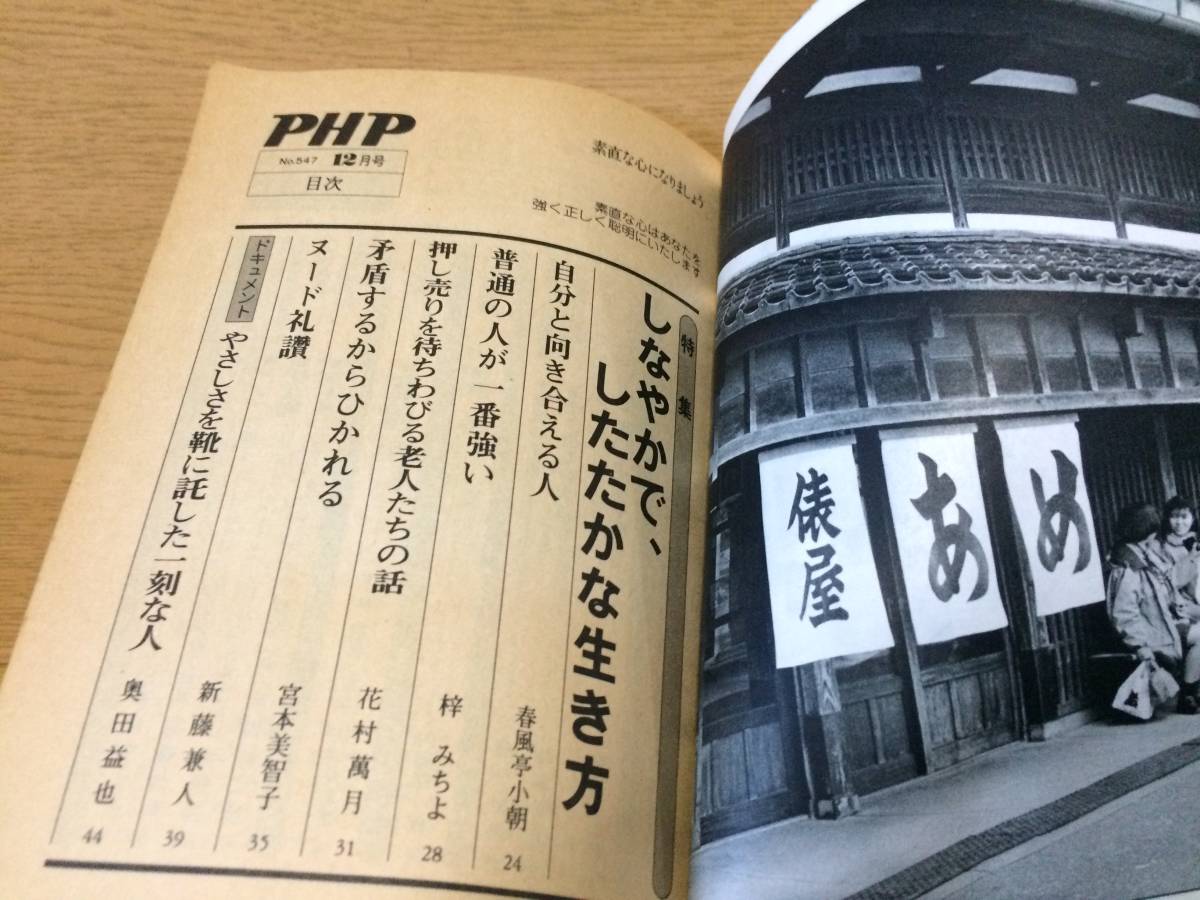 PHP
No.547 12月号
目次
素直な心になりましょう
素直な心はあなたを
強く正しく聡明にいたします
特集
しなやかで、
したたかな生き方
自分と向き合える人
春風亭小朝
24
普通の人が一番強い
梓 みちよ
28
押し売りを待ちわびる老人たちの話
花村萬月
31
矛盾するからひかれる
宮本美智子
35
ヌード礼讃
新藤兼人
39
ドキュメント
やさしさを靴に託した一刻な人
奥田益也
44
俵屋
あ
め